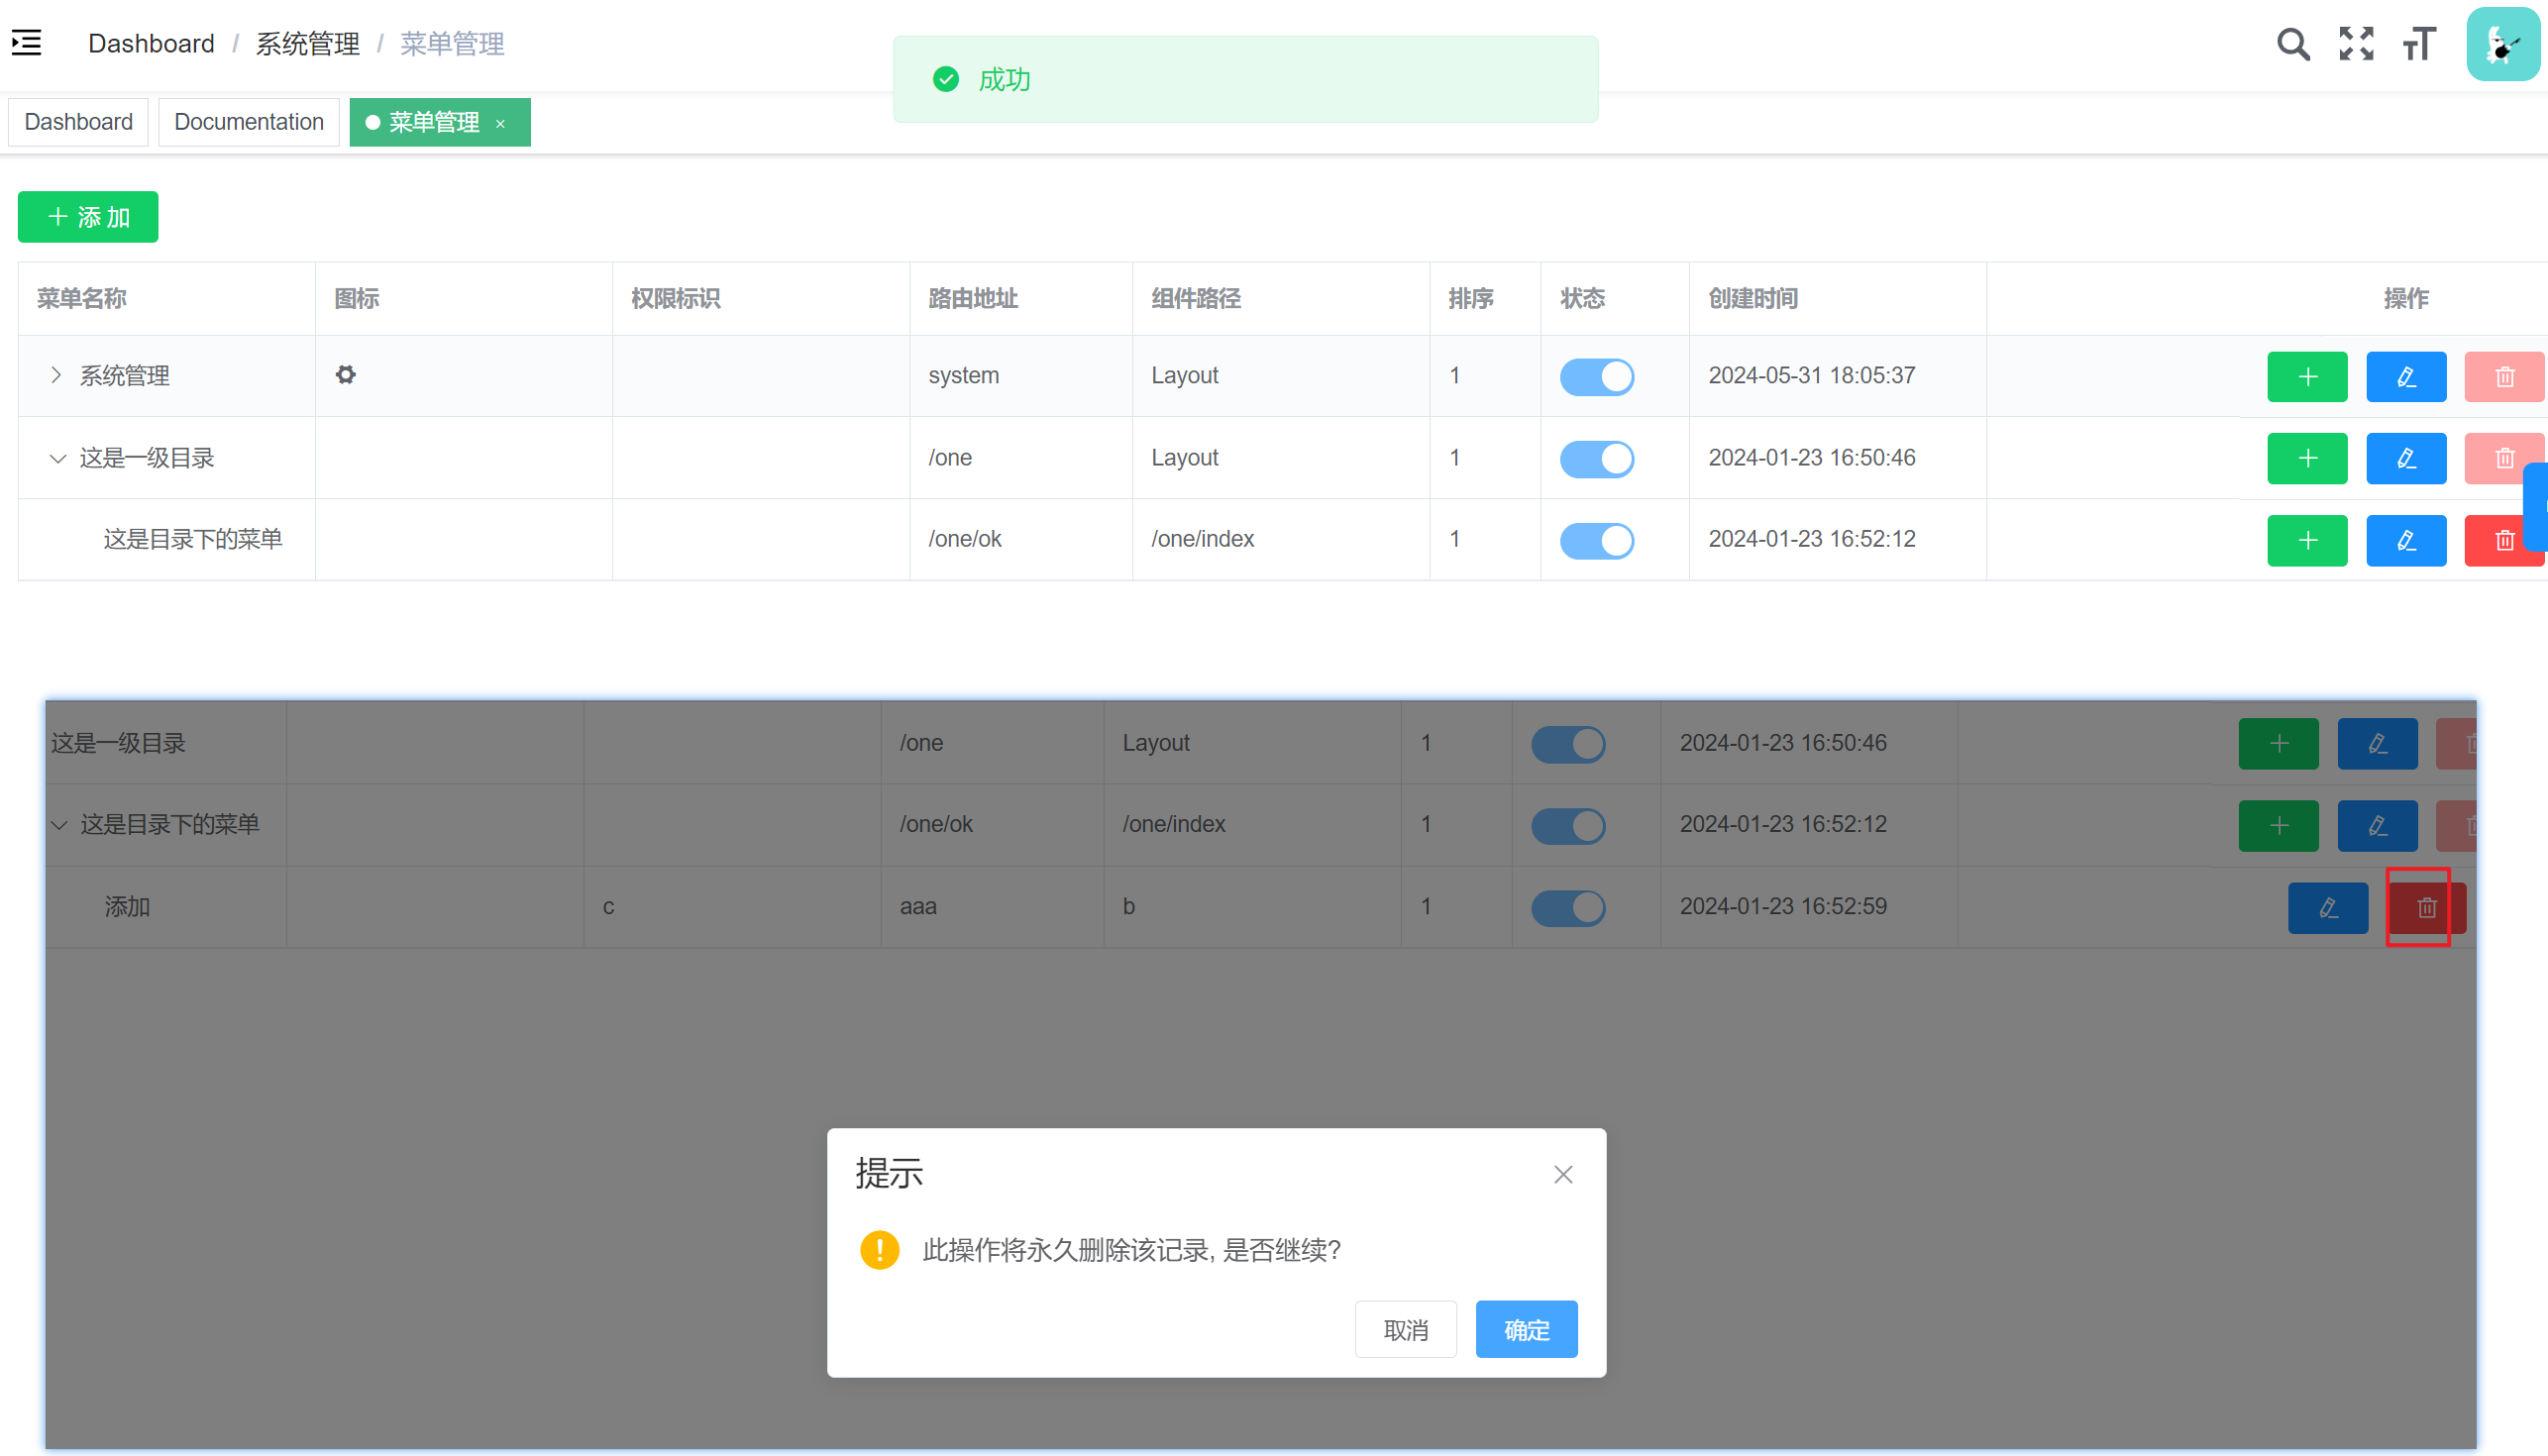 Dashboard / 系统管理 / 菜单管理
成功
Dashboard Documentation 菜单管理 ×
+ 添 加
菜单名称 图标 权限标识 路由地址 组件路径 排序 状态 创建时间 操作
系统管理 system Layout 1 2024-05-31 18:05:37
这是一级目录 /one Layout 1 2024-01-23 16:50:46
这是目录下的菜单 /one/ok /one/index 1 2024-01-23 16:52:12
这是一级目录 /one Layout 1 2024-01-23 16:50:46
这是目录下的菜单 /one/ok /one/index 1 2024-01-23 16:52:12
添加 c aaa b 1 2024-01-23 16:52:59
提示
此操作将永久删除该记录, 是否继续?
取消 确定